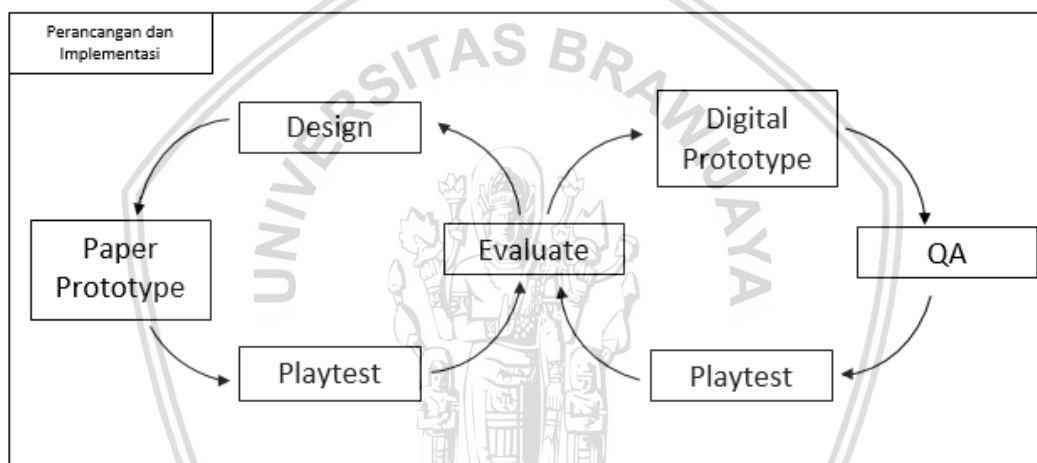 Perancangan dan
Implementasi
UNIVERSITAS BRAWIJAYA
Design
Digital
Prototype
Paper
Prototype
Evaluate
QA
Playtest
Playtest